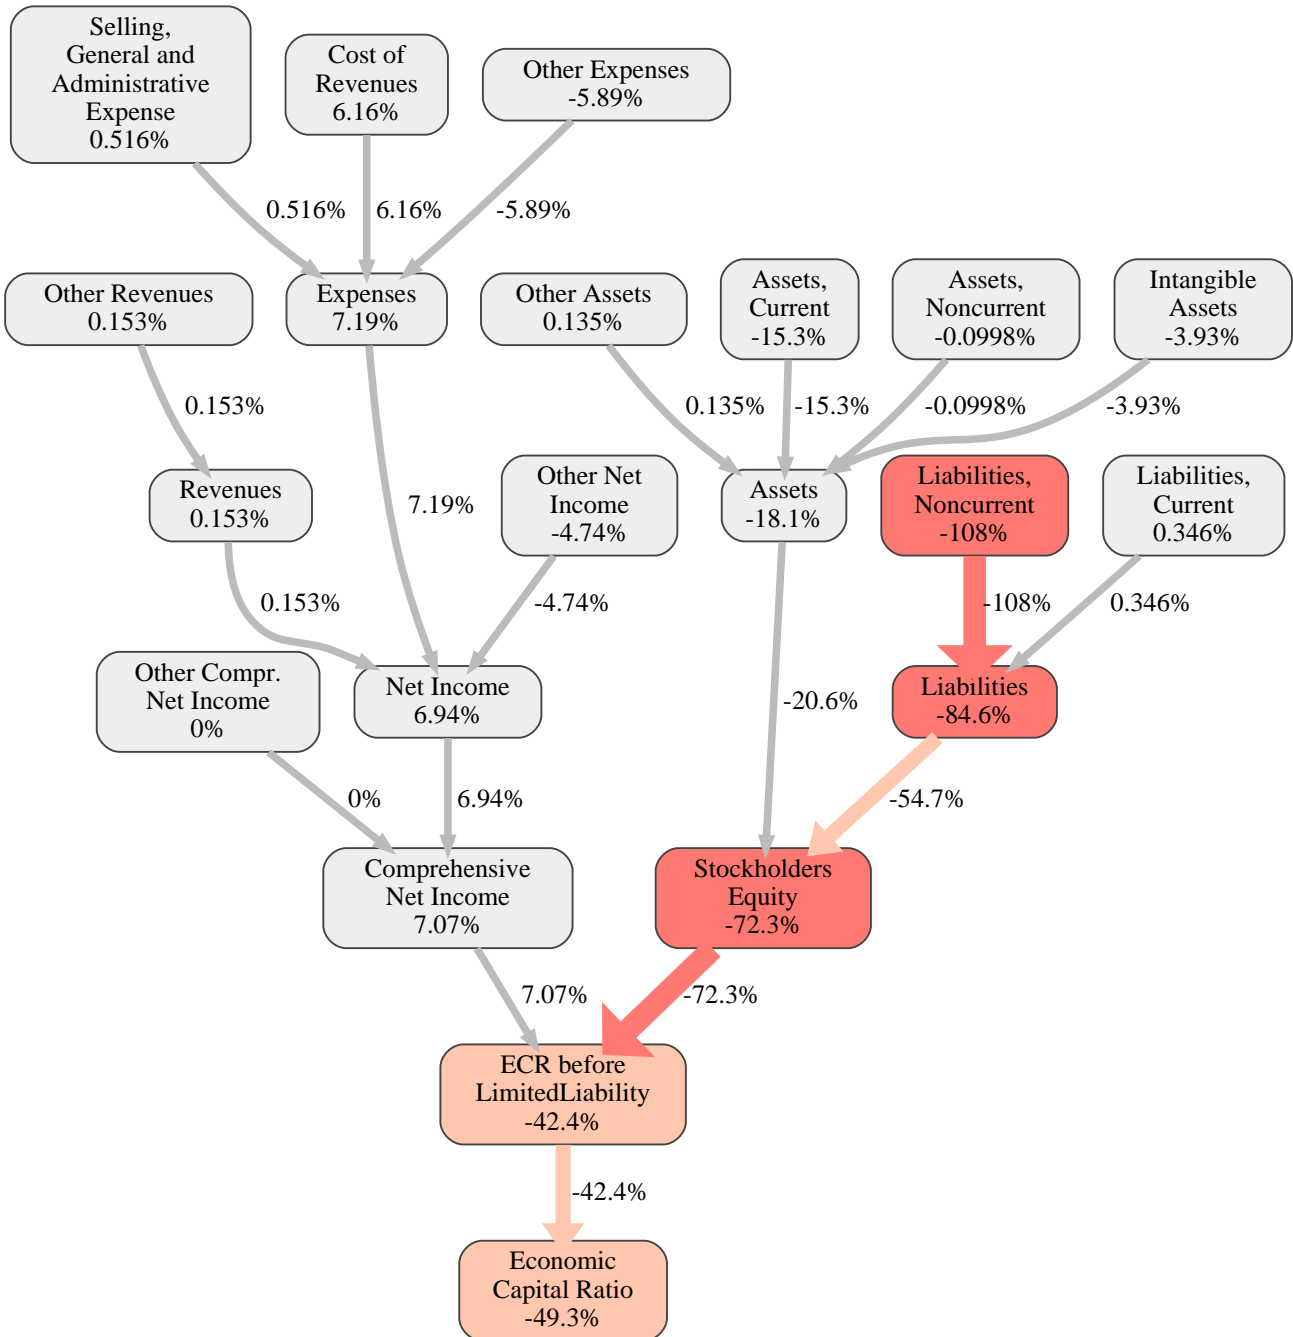 Selling,
General and
Administrative
Expense
0.516%
Cost of
Revenues
6.16%
Other Expenses
-5.89%
0.516%
6.16%
-5.89%
Other Revenues
0.153%
Expenses
7.19%
Other Assets
0.135%
Assets,
Current
-15.3%
Assets,
Noncurrent
-0.0998%
Intangible
Assets
-3.93%
0.153%
0.135%
-15.3%
-0.0998%
-3.93%
Revenues
0.153%
7.19%
Other Net
Income
-4.74%
Assets
-18.1%
Liabilities,
Noncurrent
-108%
Liabilities,
Current
0.346%
0.153%
-4.74%
-108%
0.346%
Other Compr.
Net Income
0%
Net Income
6.94%
-20.6%
Liabilities
-84.6%
0%
6.94%
-54.7%
Comprehensive
Net Income
7.07%
Stockholders
Equity
-72.3%
7.07%
-72.3%
ECR before
LimitedLiability
-42.4%
-42.4%
Economic
Capital Ratio
-49.3%